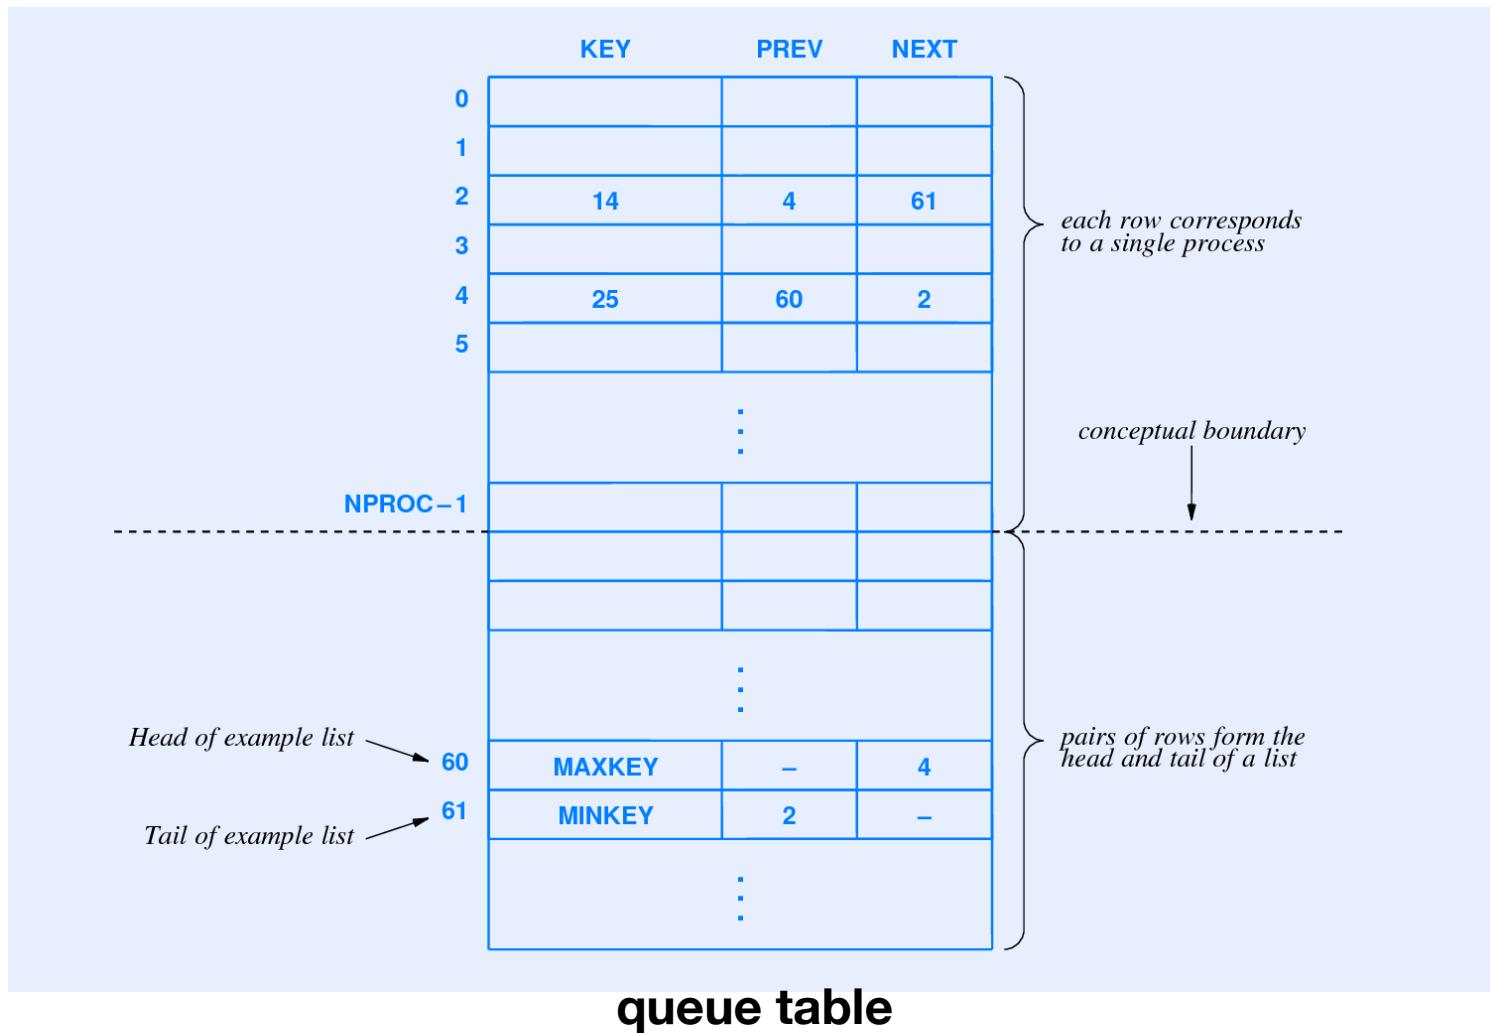 KEY PREV NEXT
0
1
2 14 4 61
3
4 25 60 2
5
each row corresponds
to a single process
conceptual boundary
NPROC−1
Head of example list
60 MAXKEY − 4
61 MINKEY 2 −
Tail of example list
pairs of rows form the
head and tail of a list
queue table